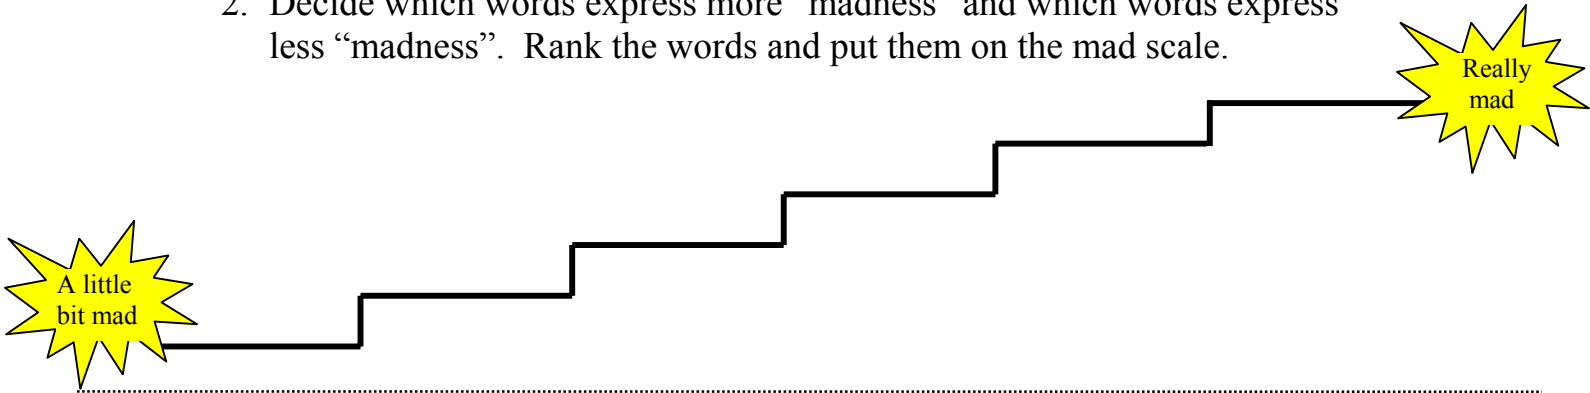 2. Decide which words express more “madness” and which words express
less “madness”. Rank the words and put them on the mad scale.
Really
mad
A little
bit mad